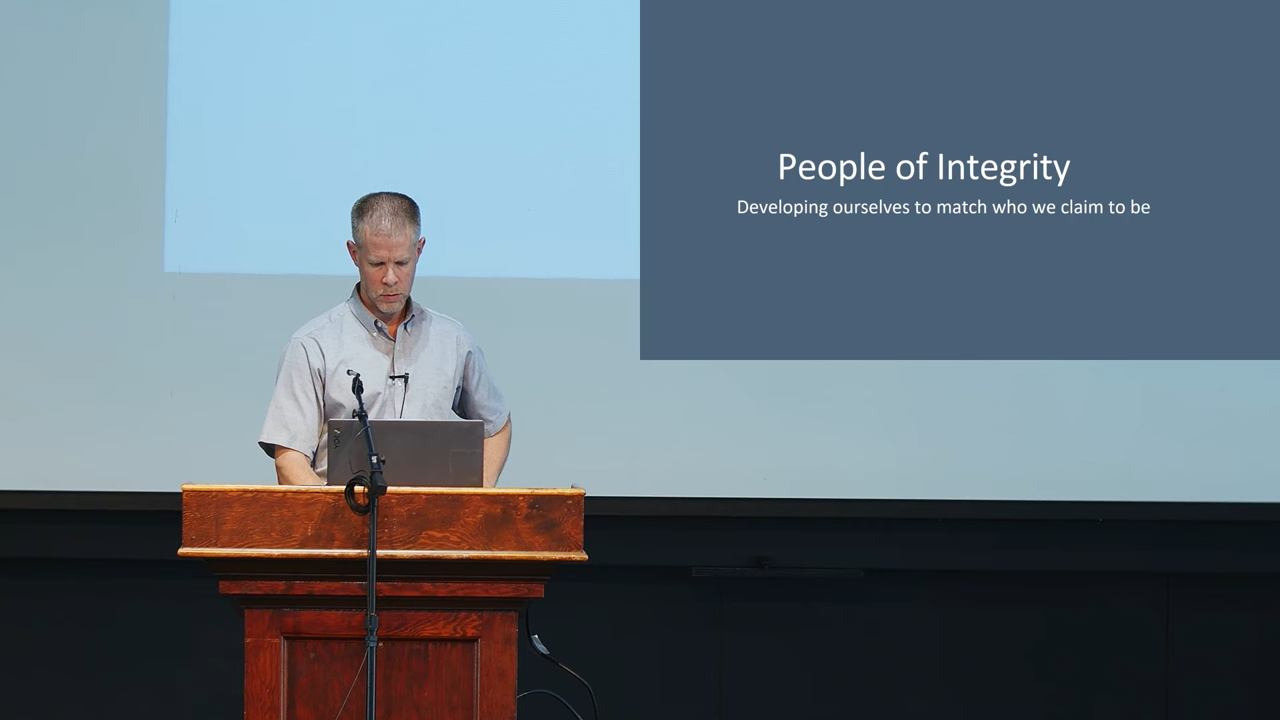 People of Integrity
Developing ourselves to match who we claim to be